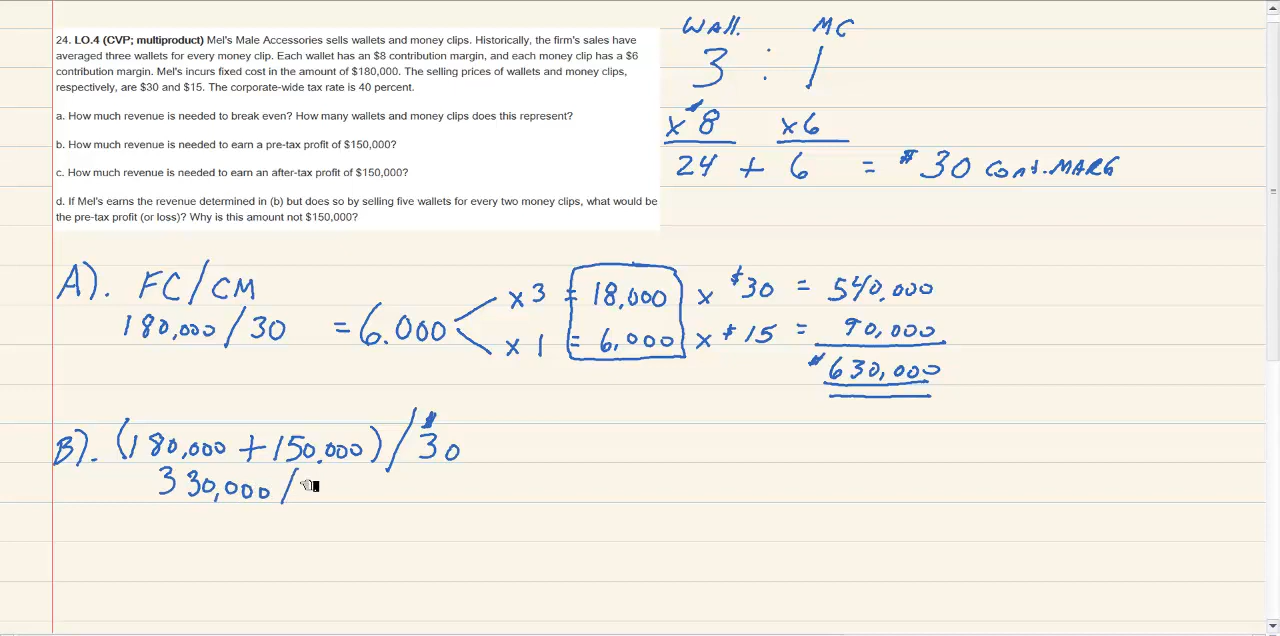 24. LO.4 (CVP; multiproduct) Mel's Male Accessories sells wallets and money clips. Historically, the firm's sales have
averaged three wallets for every money clip. Each wallet has an $8 contribution margin, and each money clip has a $6
contribution margin. Mel's incurs fixed cost in the amount of $180,000. The selling prices of wallets and money clips,
respectively, are $30 and $15. The corporate-wide tax rate is 40 percent.
a. How much revenue is needed to break even? How many wallets and money clips does this represent?
b. How much revenue is needed to earn a pre-tax profit of $150,000?
c. How much revenue is needed to earn an after-tax profit of $150,000?
d. If Mel's earns the revenue determined in (b) but does so by selling five wallets for every two money clips, what would be
the pre-tax profit (or loss)? Why is this amount not $150,000?
WALL. MC
3 : 1
x $8 x6
24 + 6 = $30 CONT. MARG
A). FC/CM
180,000/30 = 6.000
x 3 = 18,000 x $30 = 540,000
x 1 = 6,000 x $15 = 90,000
$630,000
B). (180,000 + 150,000)/$30
330,000/